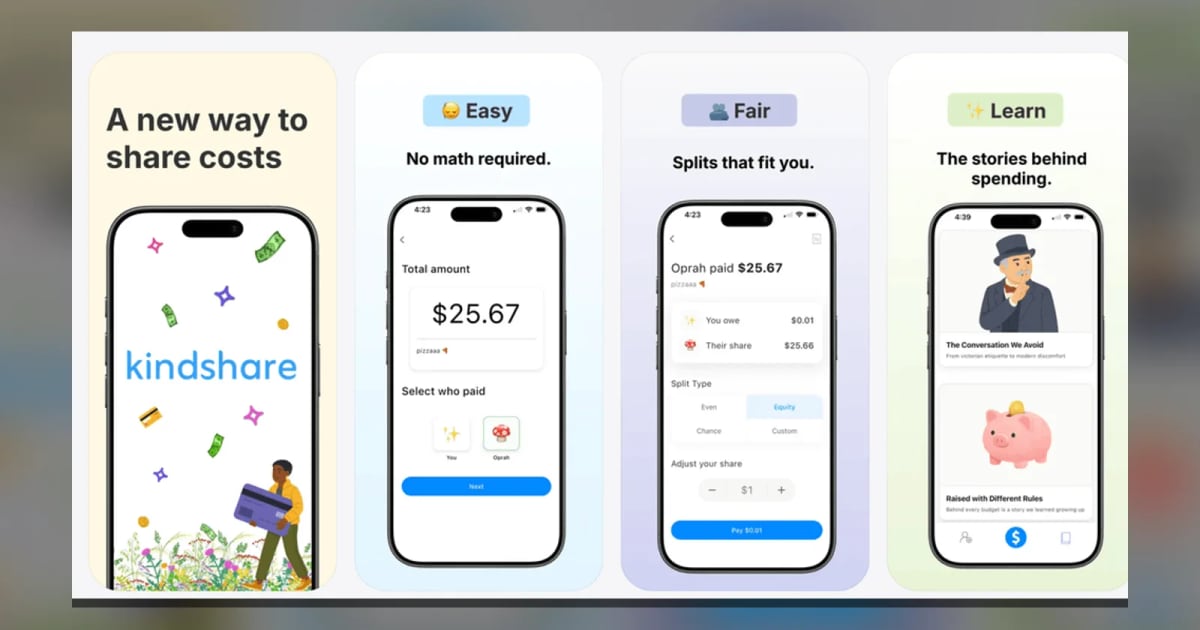 A new way to
share costs
kindshare
Easy
No math required.
4:23
Total amount
$25.67
pizzaaa
Select who paid
You
Oprah
Next
Fair
Splits that fit you.
4:23
Oprah paid $25.67
pizzaaa
You owe
$0.01
Their share
$25.66
Split Type
Even
Equity
Chance
Custom
Adjust your share
− $1 +
Pay $0.01
Learn
The stories behind
spending.
4:39
The Conversation We Avoid
From victorian etiquette to modern discomfort
Raised with Different Rules
Behind every budget is a story we learned growing up
$